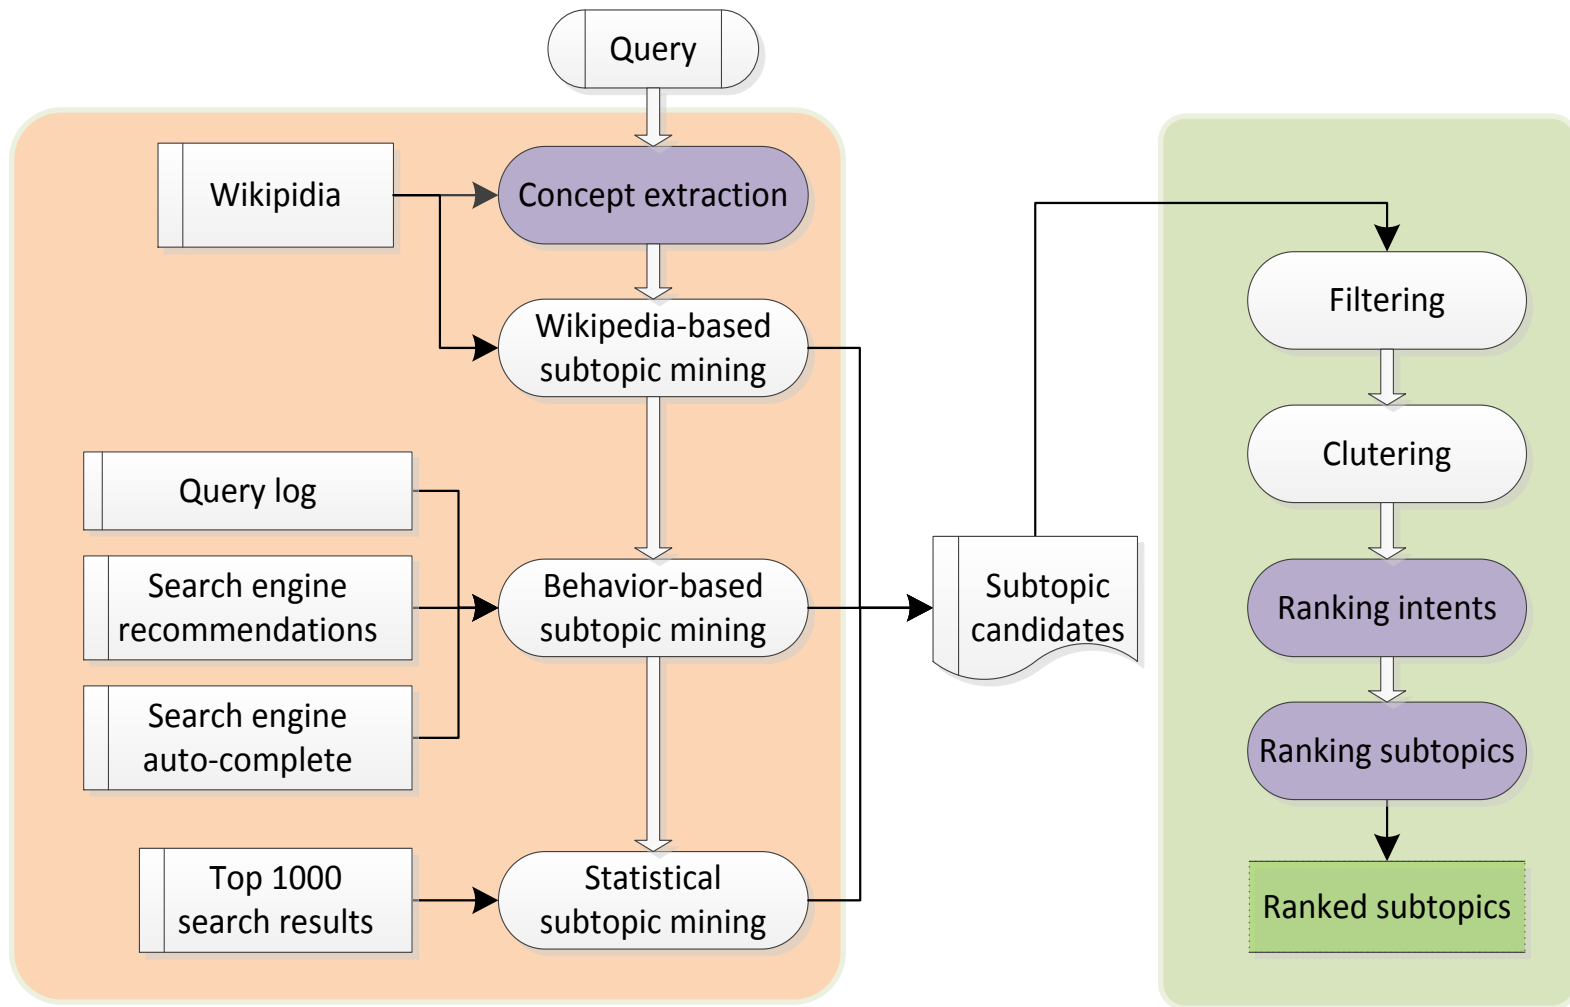 Query
Wikipidia
Concept extraction
Wikipedia-based
subtopic mining
Query log
Search engine
recommendations
Search engine
auto-complete
Behavior-based
subtopic mining
Top 1000
search results
Statistical
subtopic mining
Subtopic
candidates
Filtering
Clutering
Ranking intents
Ranking subtopics
Ranked subtopics